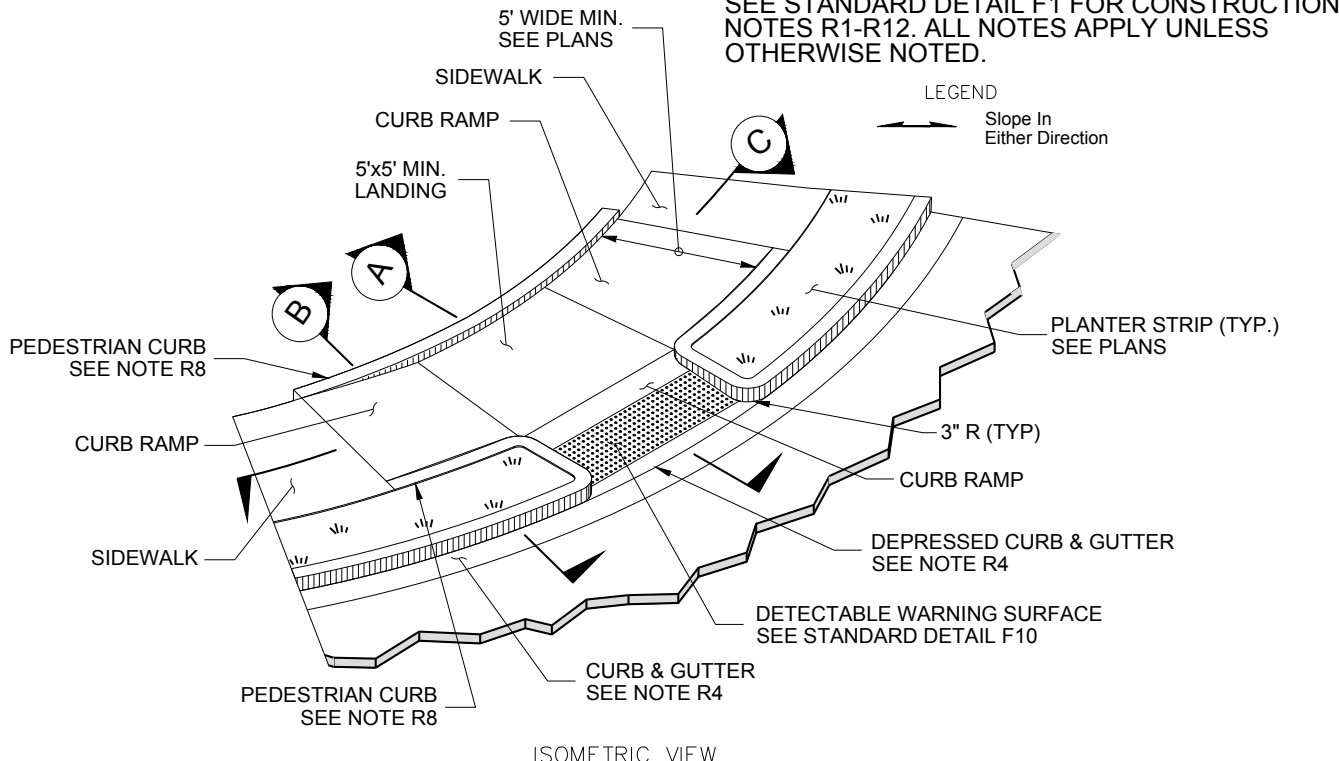 SEE STANDARD DETAIL F1 FOR CONSTRUCTION
NOTES R1-R12. ALL NOTES APPLY UNLESS
OTHERWISE NOTED.
LEGEND
Slope In
Either Direction
5' WIDE MIN.
SEE PLANS
SIDEWALK
CURB RAMP
5'x5' MIN.
LANDING
C
A
B
PEDESTRIAN CURB
SEE NOTE R8
CURB RAMP
SIDEWALK
PLANTER STRIP (TYP.)
SEE PLANS
3" R (TYP)
CURB RAMP
DEPRESSED CURB & GUTTER
SEE NOTE R4
DETECTABLE WARNING SURFACE
SEE STANDARD DETAIL F10
CURB & GUTTER
SEE NOTE R4
PEDESTRIAN CURB
SEE NOTE R8
ISOMETRIC VIEW